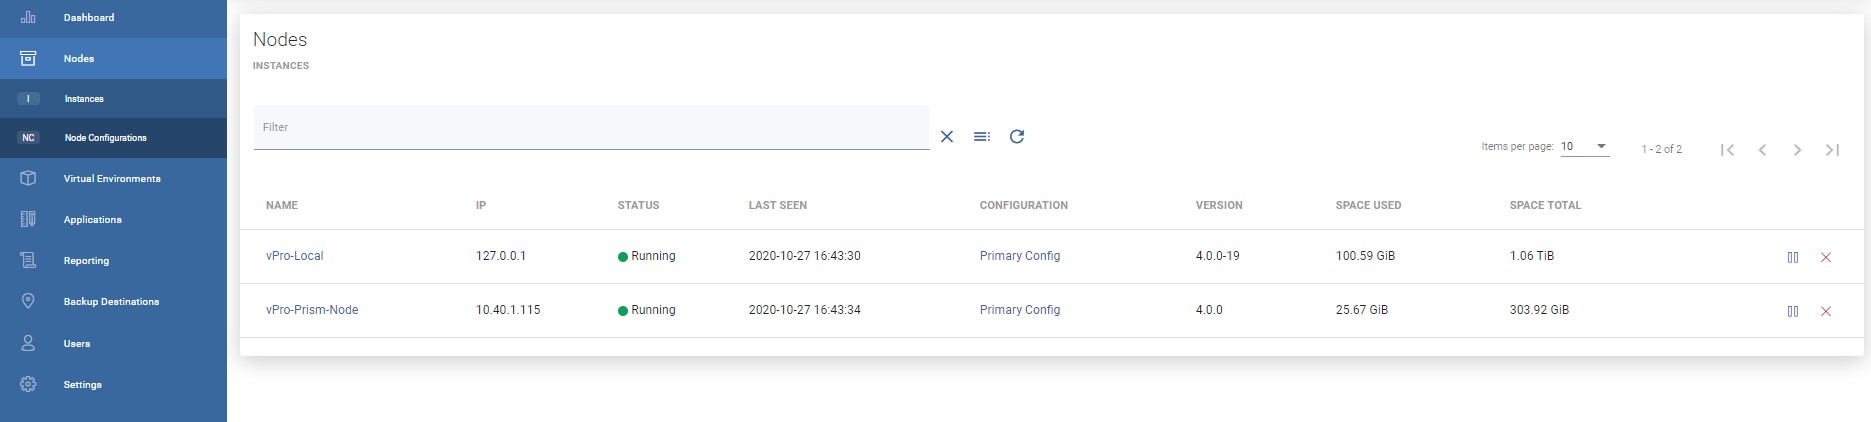 Dashboard
Nodes
I Instances
NC Node Configurations
Virtual Environments
Applications
Reporting
Backup Destinations
Users
Settings
Nodes
INSTANCES
Filter
Items per page: 10 1 - 2 of 2
NAME IP STATUS LAST SEEN CONFIGURATION VERSION SPACE USED SPACE TOTAL
vPro-Local 127.0.0.1 Running 2020-10-27 16:43:30 Primary Config 4.0.0-19 100.59 GiB 1.06 TiB
vPro-Prism-Node 10.40.1.115 Running 2020-10-27 16:43:34 Primary Config 4.0.0 25.67 GiB 303.92 GiB